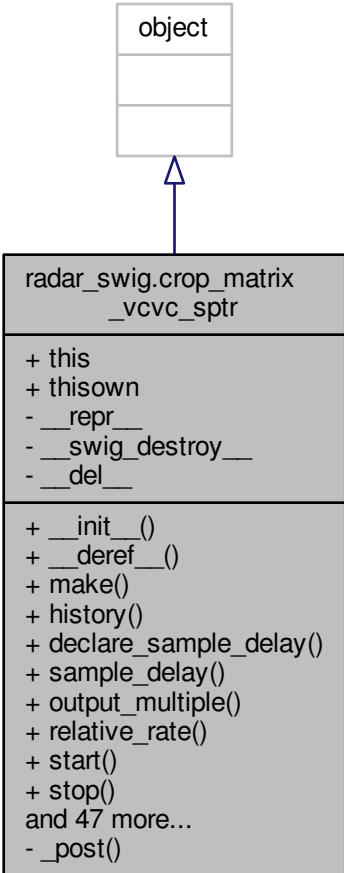 object
radar_swig.crop_matrix
_vcvc_sptr
+ this
+ thisown
- __repr__
- __swig_destroy__
- __del__
+ __init__()
+ __deref__()
+ make()
+ history()
+ declare_sample_delay()
+ sample_delay()
+ output_multiple()
+ relative_rate()
+ start()
+ stop()
and 47 more...
- _post()